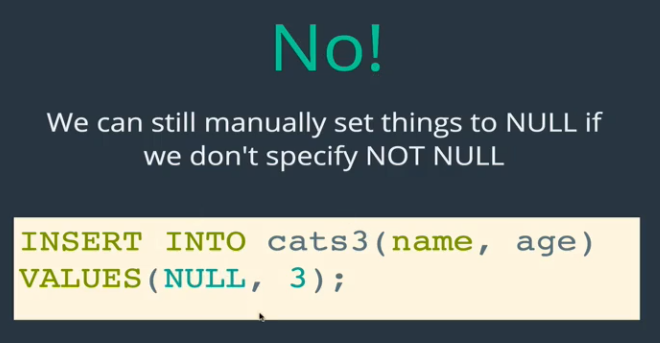 No!
We can still manually set things to NULL if
we don't specify NOT NULL
INSERT INTO cats3(name, age)
VALUES(NULL, 3);